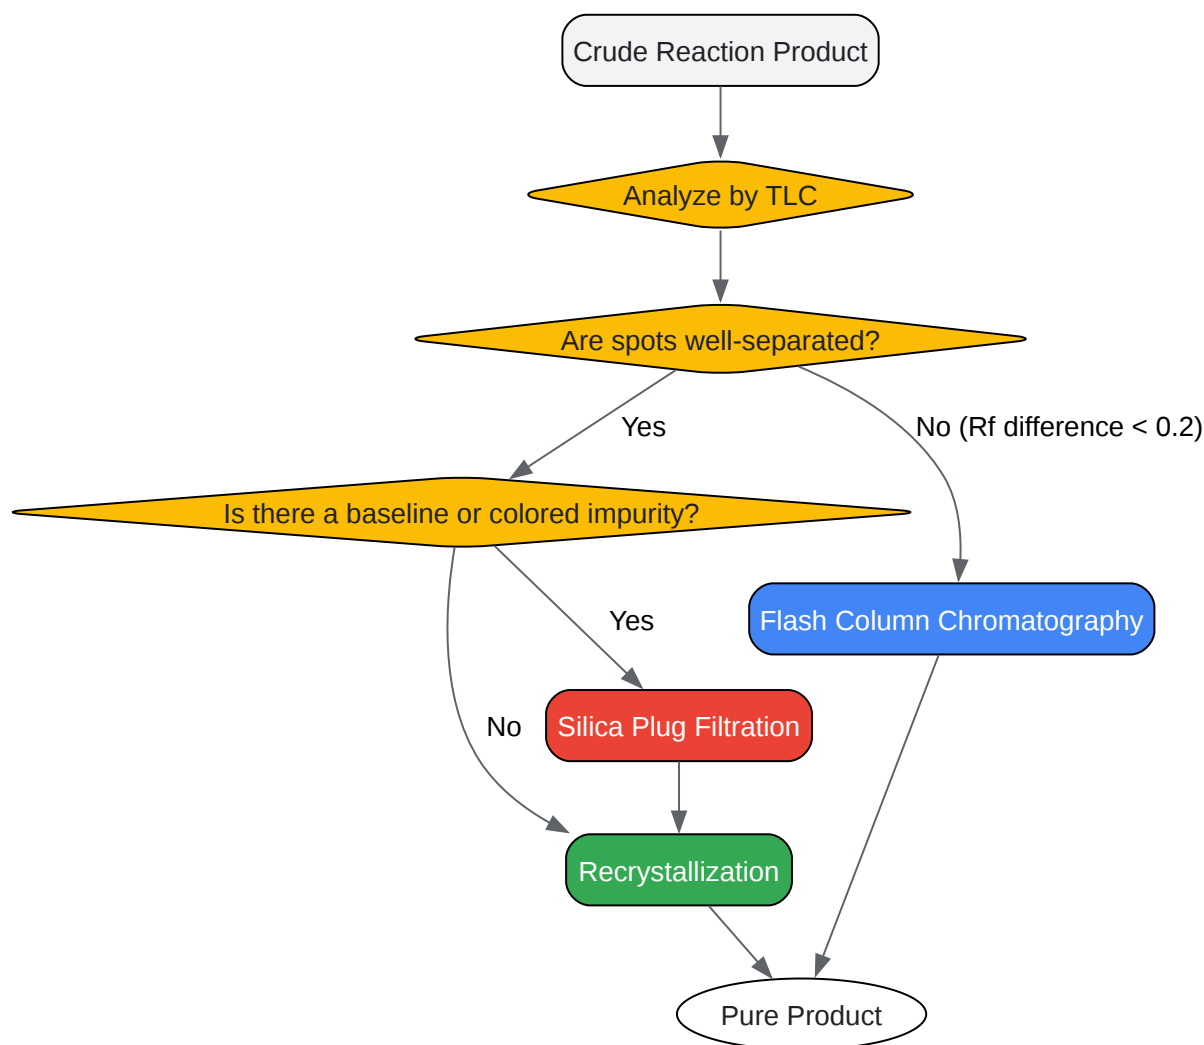 Crude Reaction Product
Analyze by TLC
Are spots well-separated?
Yes
No (Rf difference < 0.2)
Is there a baseline or colored impurity?
Yes
Flash Column Chromatography
No
Silica Plug Filtration
Recrystallization
Pure Product